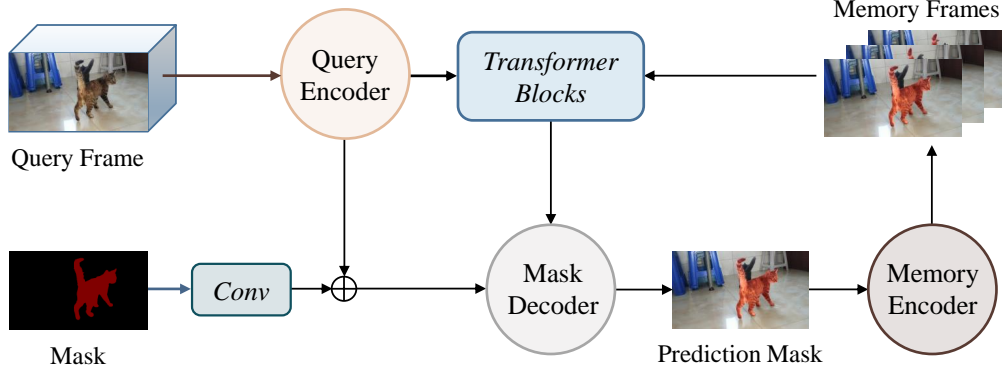 Memory Frames
Query
Encoder
Transformer
Blocks
Query Frame
Conv
Mask
Decoder
Memory
Encoder
Mask
Prediction Mask